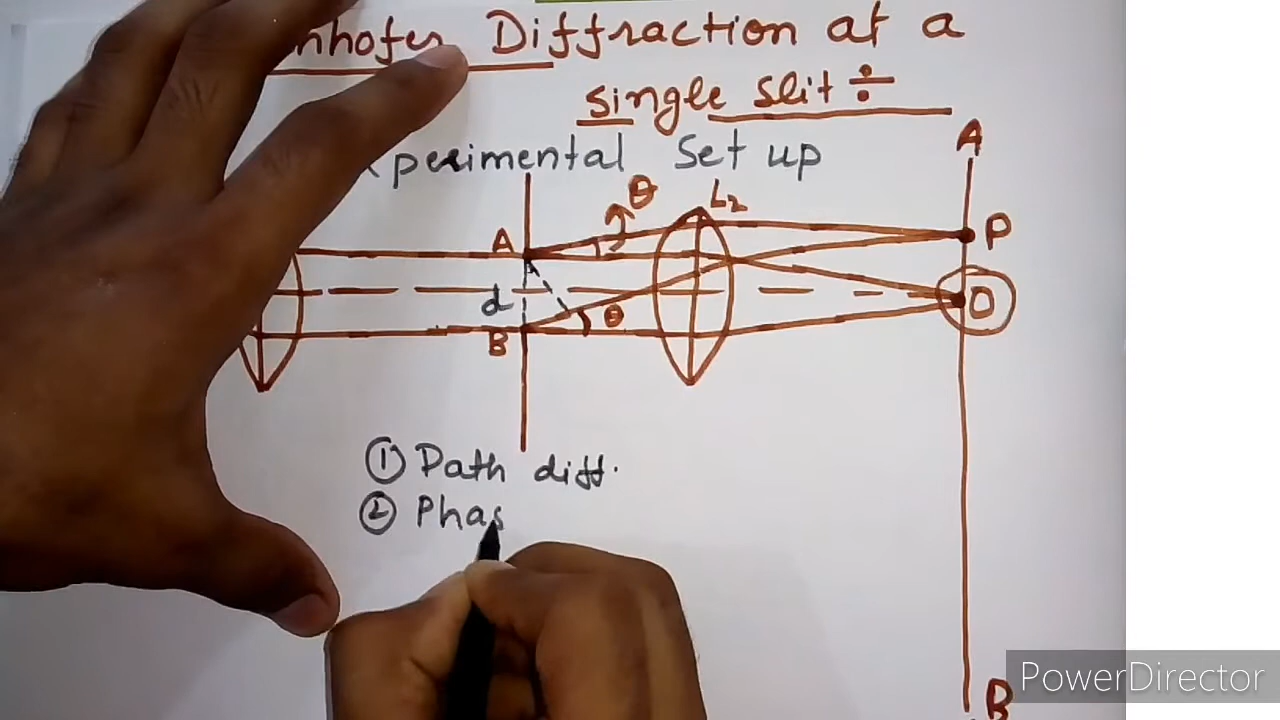 nhofer Diffraction at a
single slit ÷
xperimental Set up
A
θ
L2
A
P
d
θ
O
B
① Path diff.
② Phas
B
PowerDirector